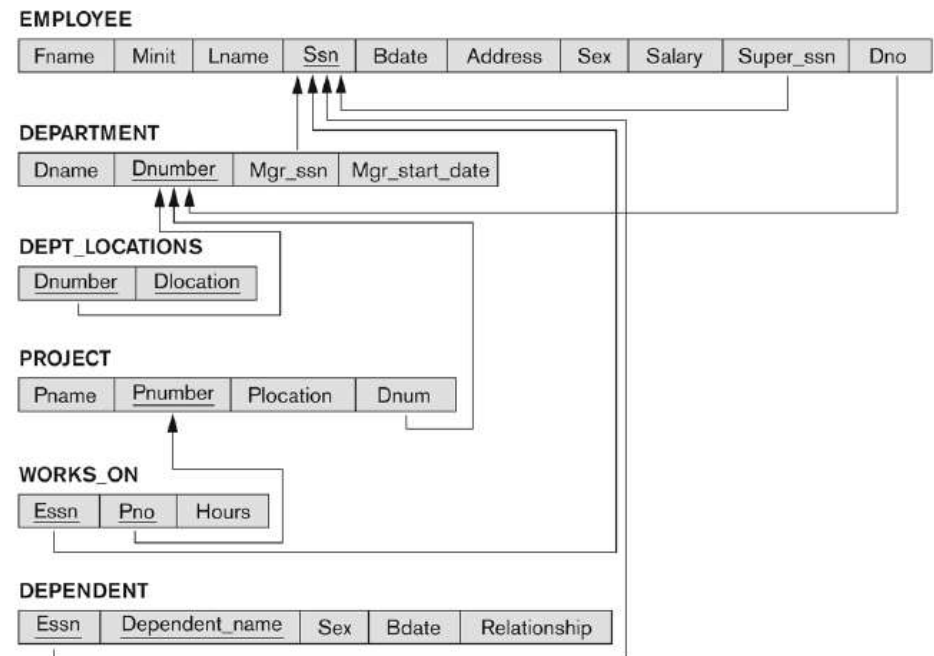 EMPLOYEE
Fname Minit Lname Ssn Bdate Address Sex Salary Super_ssn Dno
DEPARTMENT
Dname Dnumber Mgr_ssn Mgr_start_date
DEPT_LOCATIONS
Dnumber Dlocation
PROJECT
Pname Pnumber Plocation Dnum
WORKS_ON
Essn Pno Hours
DEPENDENT
Essn Dependent_name Sex Bdate Relationship